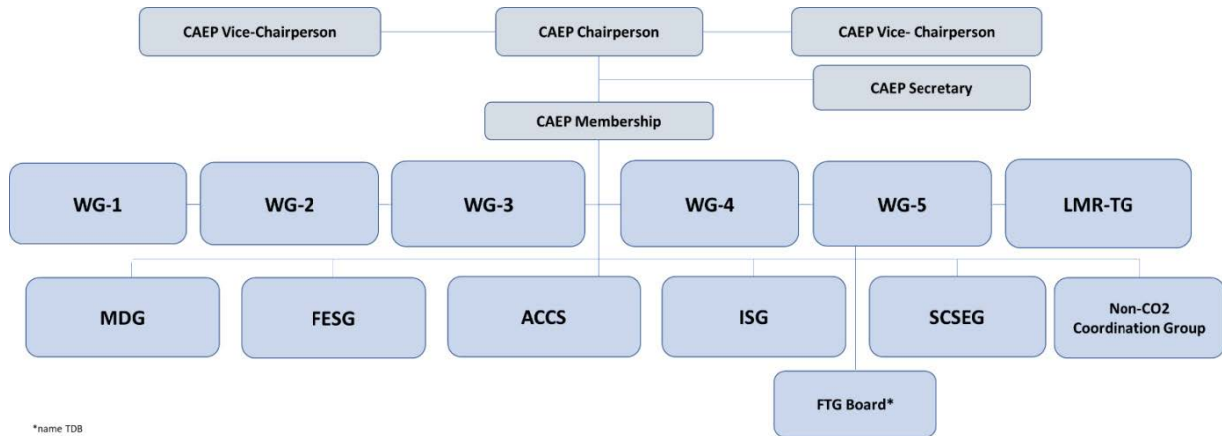 CAEP Vice-Chairperson
CAEP Chairperson
CAEP Vice- Chairperson
CAEP Secretary
CAEP Membership
WG-1
WG-2
WG-3
WG-4
WG-5
LMR-TG
MDG
FESG
ACCS
ISG
SCSEG
Non-CO2
Coordination Group
FTG Board*
*name TDB